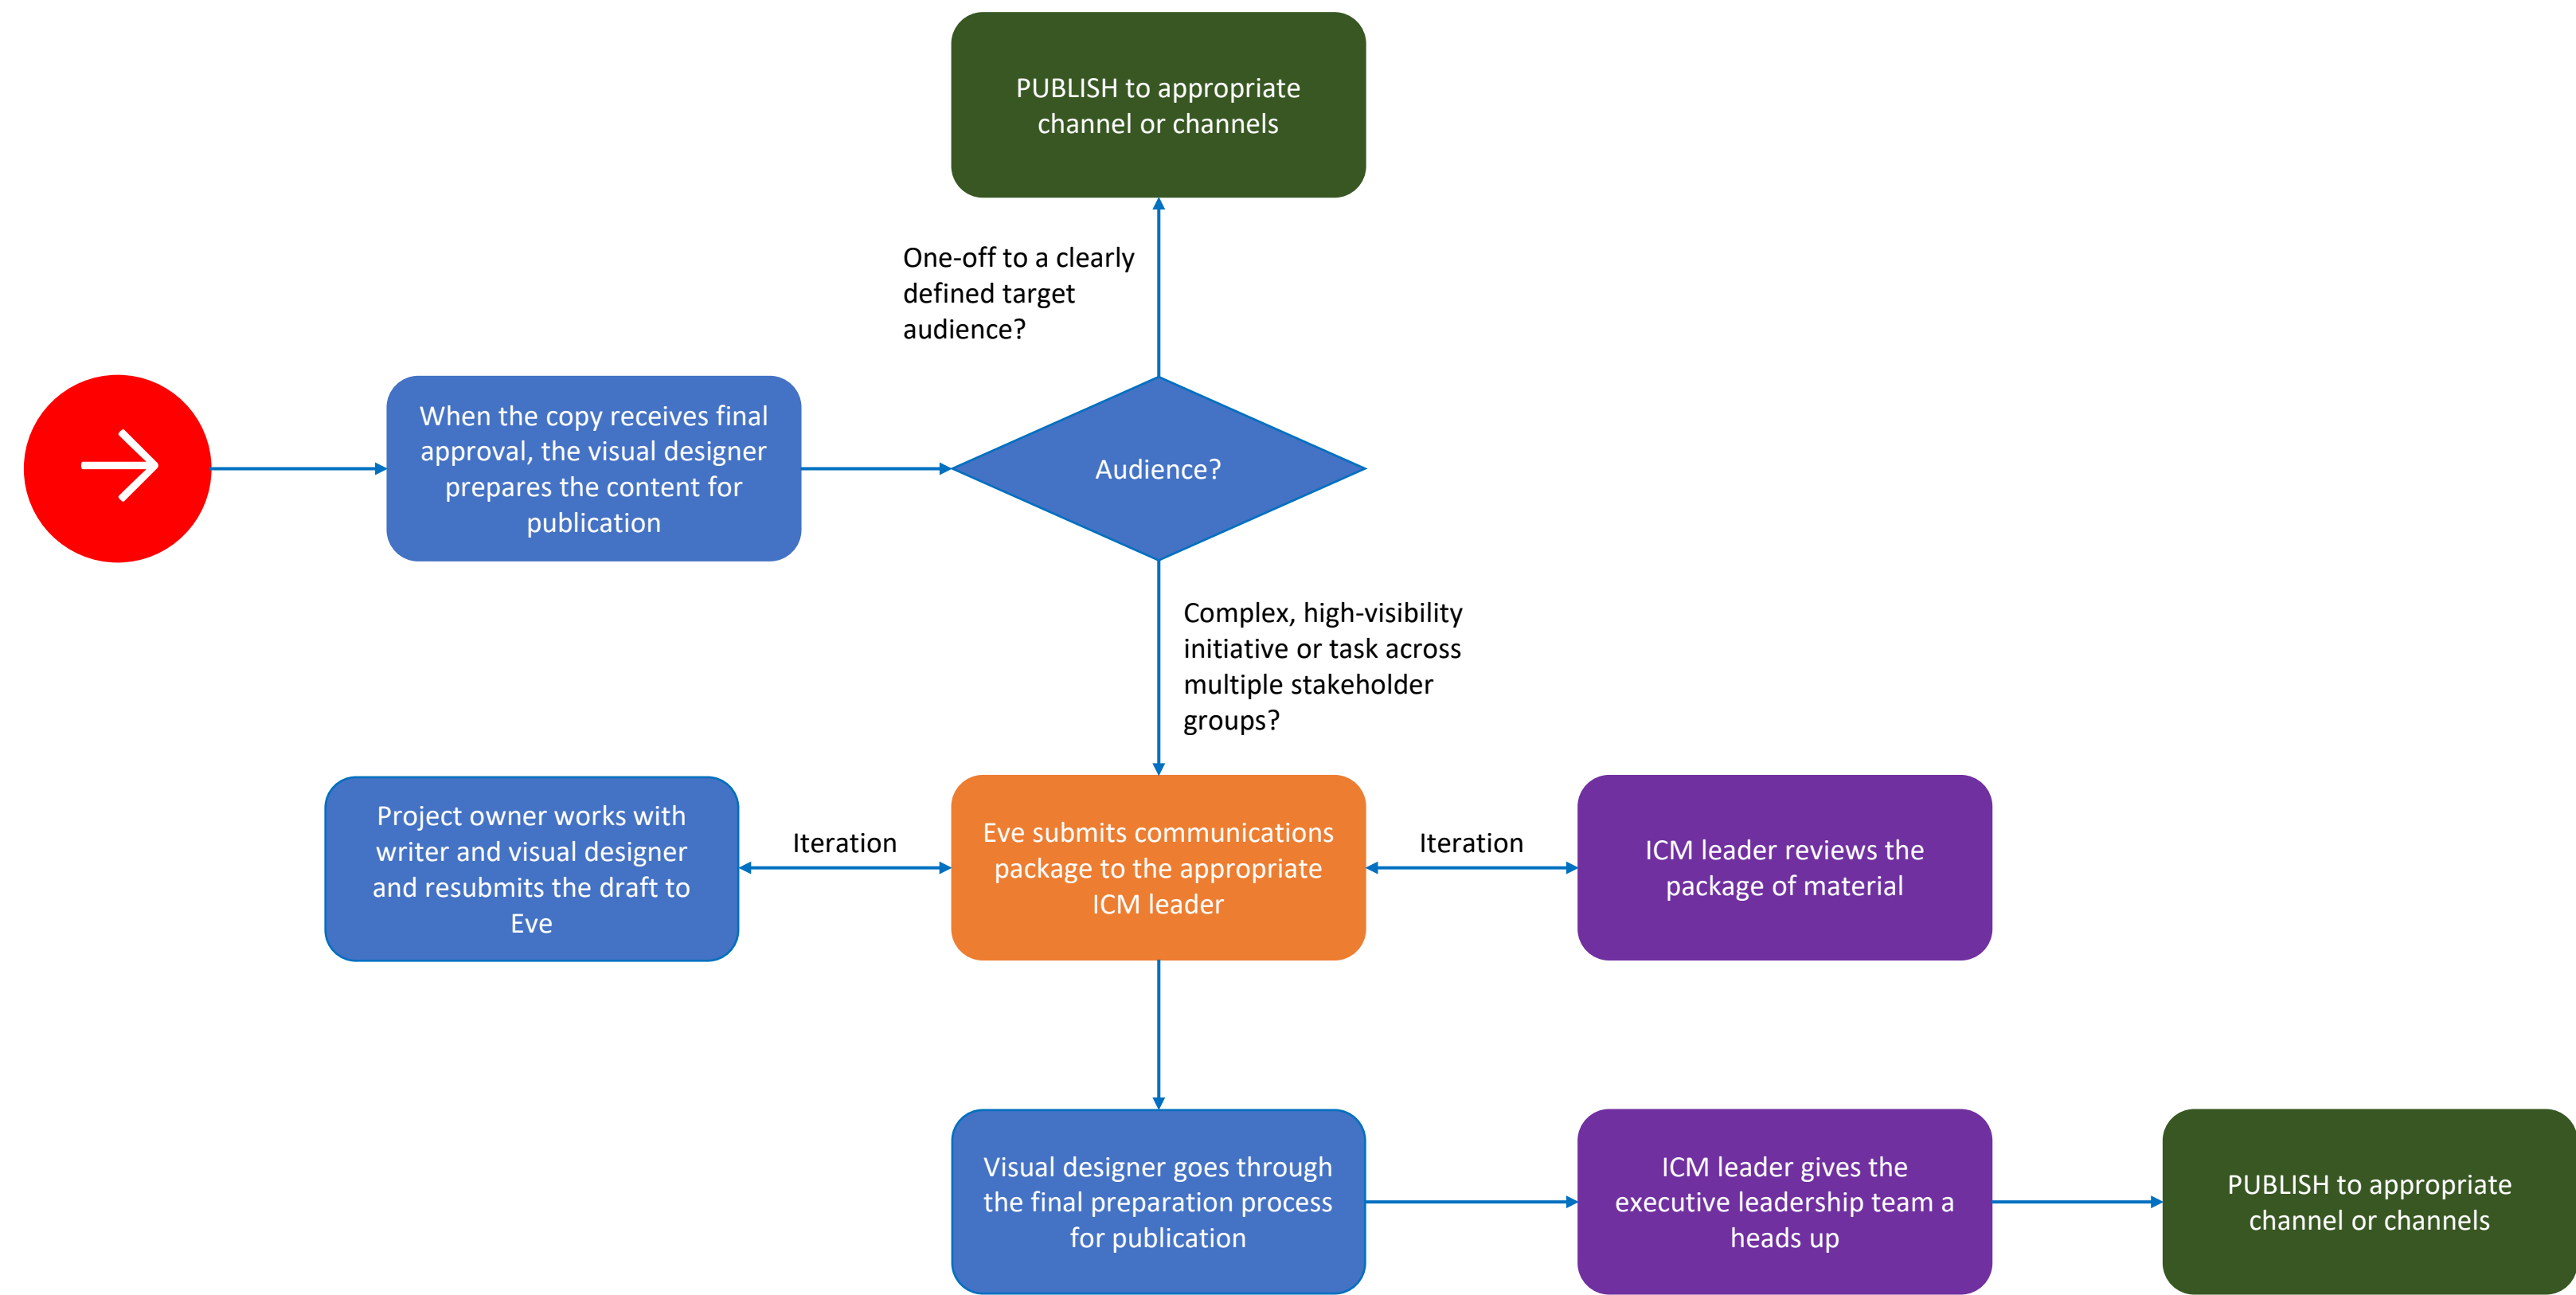 PUBLISH to appropriate
channel or channels
One-off to a clearly
defined target
audience?
When the copy receives final
approval, the visual designer
prepares the content for
publication
Audience?
Complex, high-visibility
initiative or task across
multiple stakeholder
groups?
Project owner works with
writer and visual designer
and resubmits the draft to
Eve
Iteration
Eve submits communications
package to the appropriate
ICM leader
Iteration
ICM leader reviews the
package of material
Visual designer goes through
the final preparation process
for publication
ICM leader gives the
executive leadership team a
heads up
PUBLISH to appropriate
channel or channels